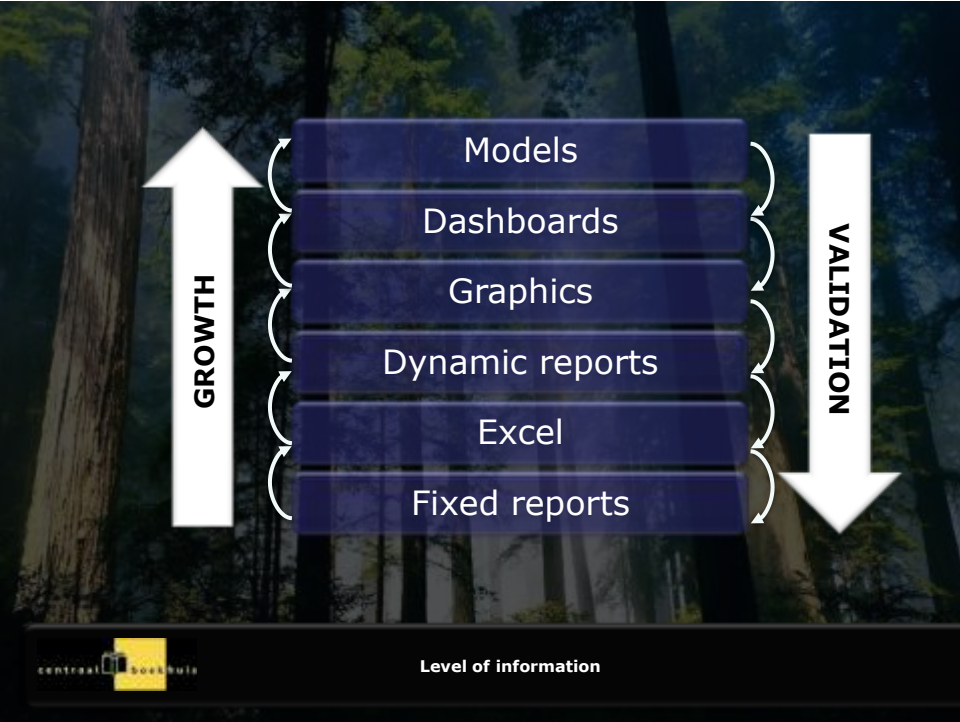 Models
Dashboards
Graphics
Dynamic reports
Excel
Fixed reports
GROWTH
VALIDATION
centraal boekhuis
Level of information